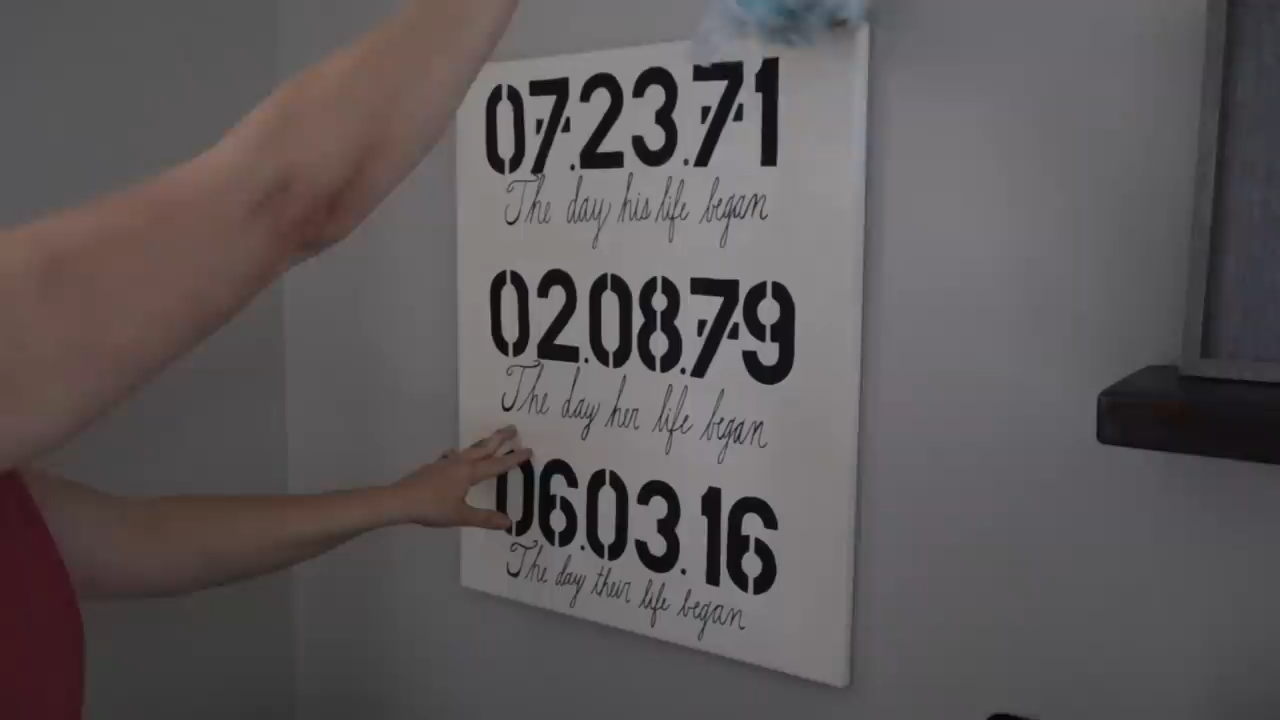 07.23.71
The day his life began
02.08.79
The day her life began
06.03.16
The day their life began